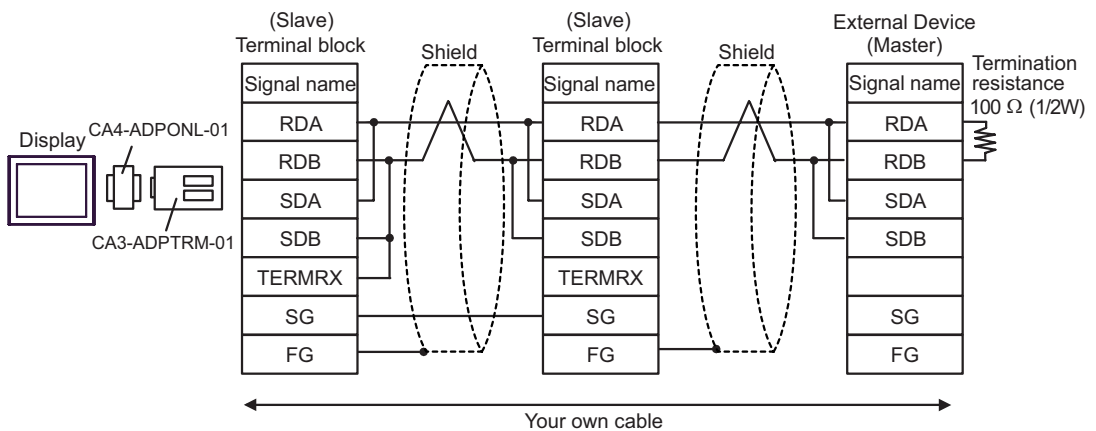 (Slave)
Terminal block
(Slave)
Terminal block
External Device
(Master)
Shield
Shield
Termination
resistance
100 Ω (1/2W)
Display
CA4-ADPONL-01
CA3-ADPTRM-01
Signal name
RDA
RDB
SDA
SDB
TERMRX
SG
FG
Signal name
RDA
RDB
SDA
SDB
TERMRX
SG
FG
Signal name
RDA
RDB
SDA
SDB
SG
FG
Your own cable